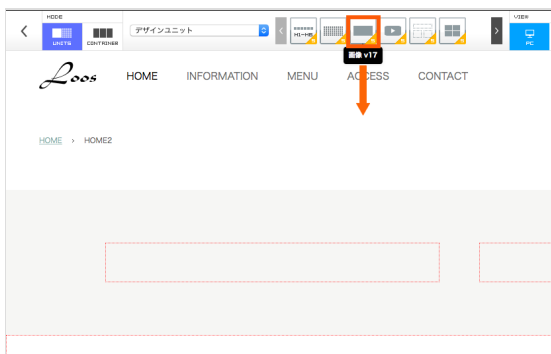 MODE
VIEW
デザインユニット
H1-H6
UNITS
CONTAINER
PC
画像 v17
Loos
HOME INFORMATION MENU ACCESS CONTACT
HOME › HOME2